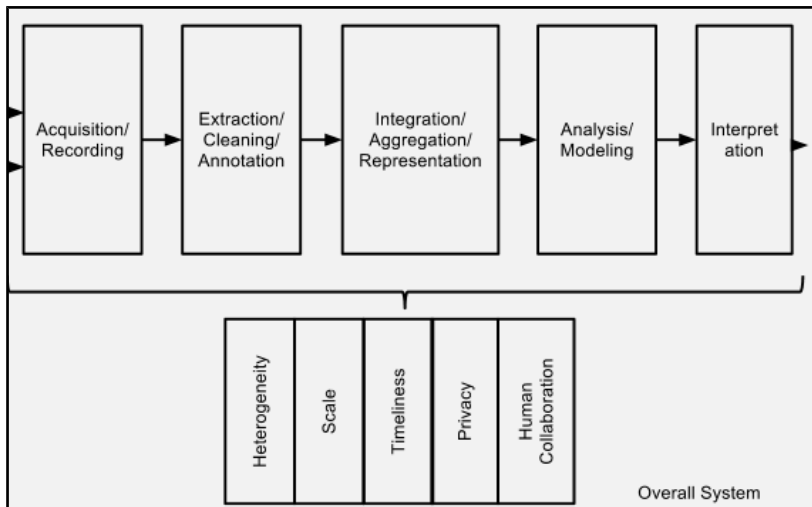 Acquisition/
Recording
Extraction/
Cleaning/
Annotation
Integration/
Aggregation/
Representation
Analysis/
Modeling
Interpret
ation
Heterogeneity
Scale
Timeliness
Privacy
Human
Collaboration
Overall System